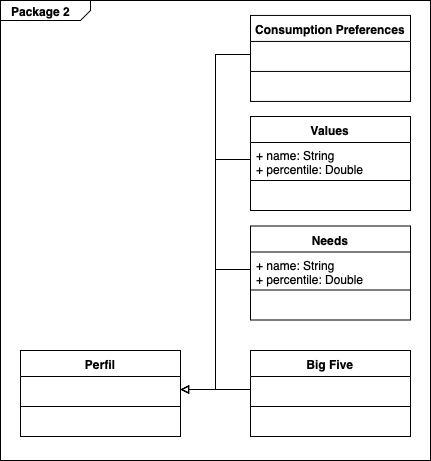 Package 2
Consumption Preferences
Values
+ name: String
+ percentile: Double
Needs
+ name: String
+ percentile: Double
Perfil
Big Five